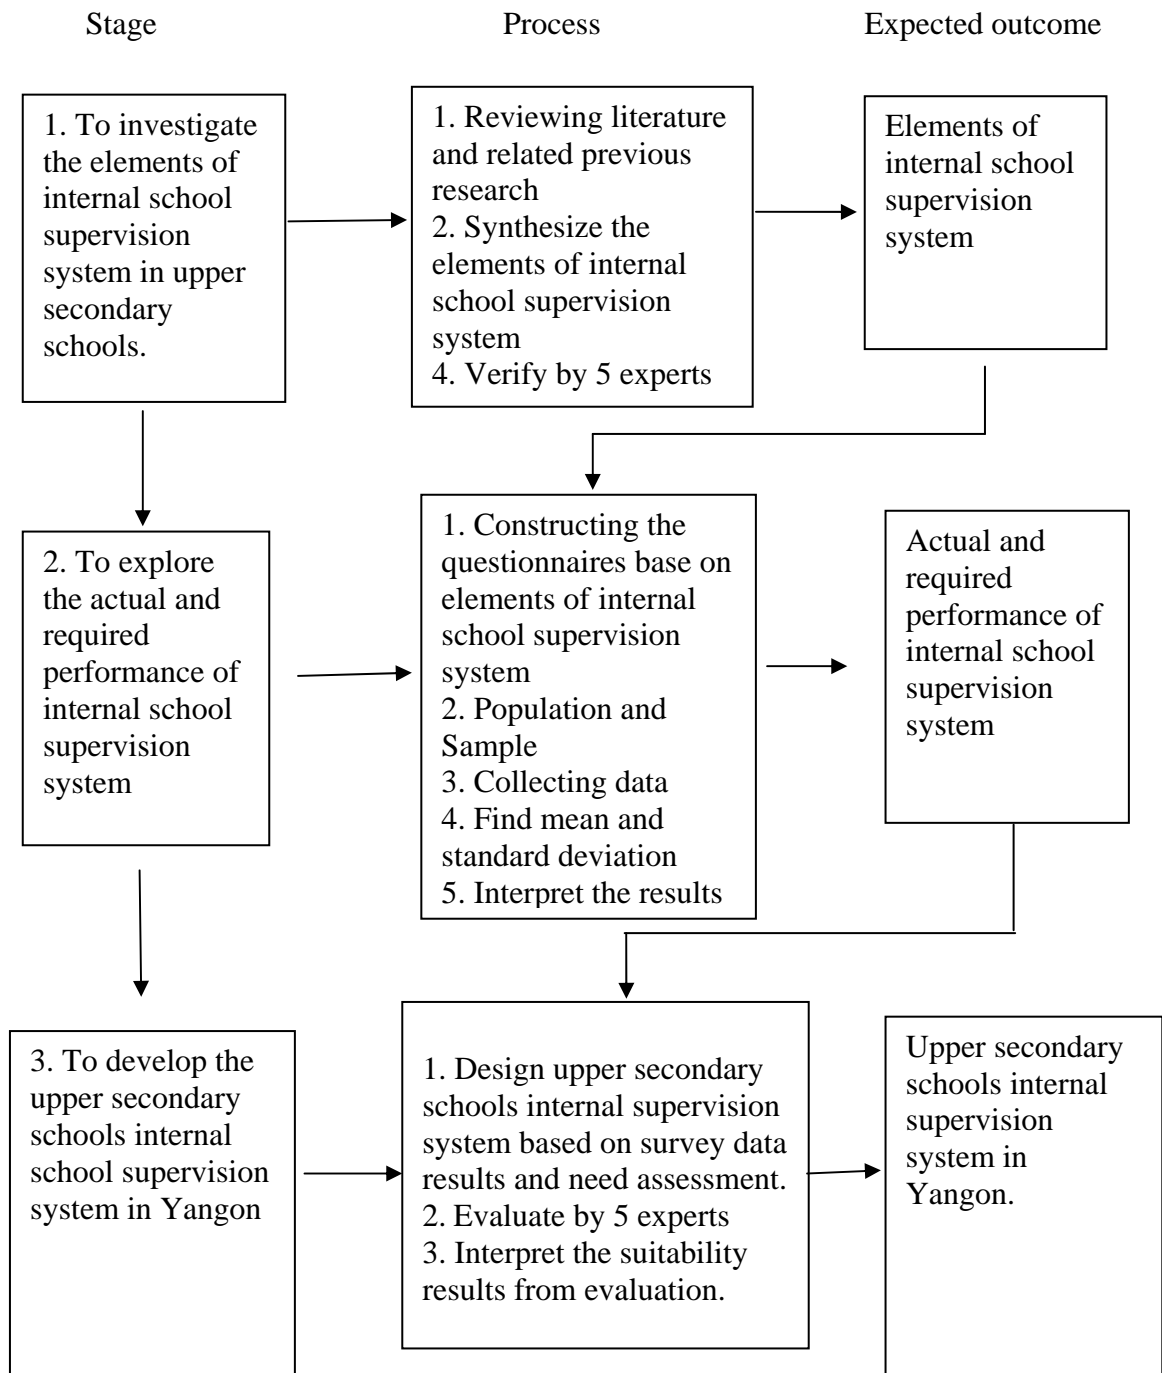 Stage
Process
Expected outcome
1. To investigate
the elements of
internal school
supervision
system in upper
secondary
schools.
1. Reviewing literature
and related previous
research
2. Synthesize the
elements of internal
school supervision
system
4. Verify by 5 experts
Elements of
internal school
supervision
system
2. To explore
the actual and
required
performance of
internal school
supervision
system
1. Constructing the
questionnaires base on
elements of internal
school supervision
system
2. Population and
Sample
3. Collecting data
4. Find mean and
standard deviation
5. Interpret the results
Actual and
required
performance of
internal school
supervision
system
3. To develop the
upper secondary
schools internal
school supervision
system in Yangon
1. Design upper secondary
schools internal supervision
system based on survey data
results and need assessment.
2. Evaluate by 5 experts
3. Interpret the suitability
results from evaluation.
Upper secondary
schools internal
supervision
system in
Yangon.